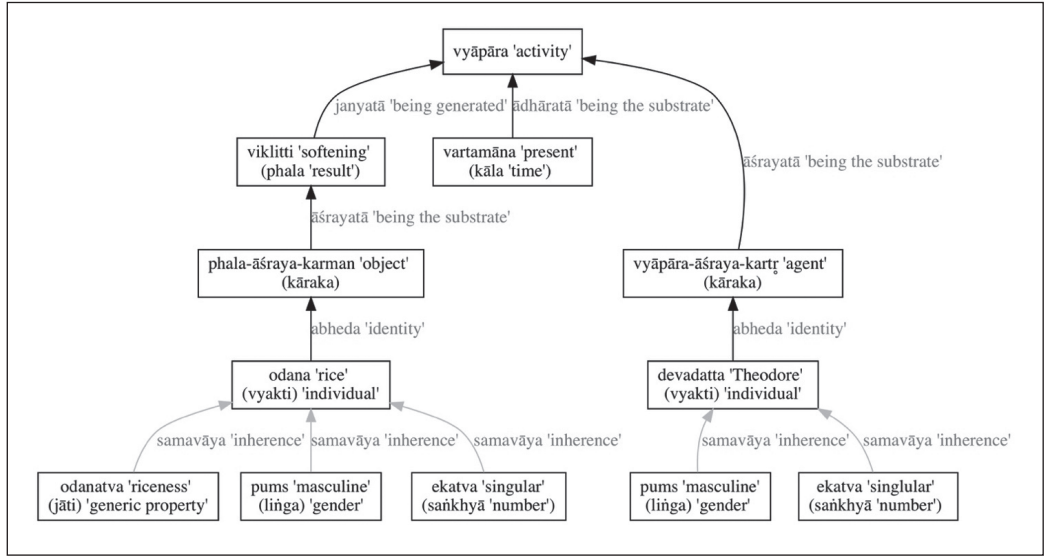 vyāpāra 'activity'
janyatā 'being generated'
ādhāratā 'being the substrate'
viklitti 'softening'
(phala 'result')
vartamāna 'present'
(kāla 'time')
āśrayatā 'being the substrate'
āśrayatā 'being the substrate'
phala-āśraya-karman 'object'
(kāraka)
vyāpāra-āśraya-kartr̥ 'agent'
(kāraka)
abheda 'identity'
abheda 'identity'
odana 'rice'
(vyakti) 'individual'
devadatta 'Theodore'
(vyakti) 'individual'
samavāya 'inherence'
samavāya 'inherence'
samavāya 'inherence'
samavāya 'inherence'
samavāya 'inherence'
odanatva 'riceness'
(jāti) 'generic property'
pums 'masculine'
(liṅga) 'gender'
ekatva 'singular'
(saṅkhyā 'number')
pums 'masculine'
(liṅga) 'gender'
ekatva 'singlular'
(saṅkhyā 'number')